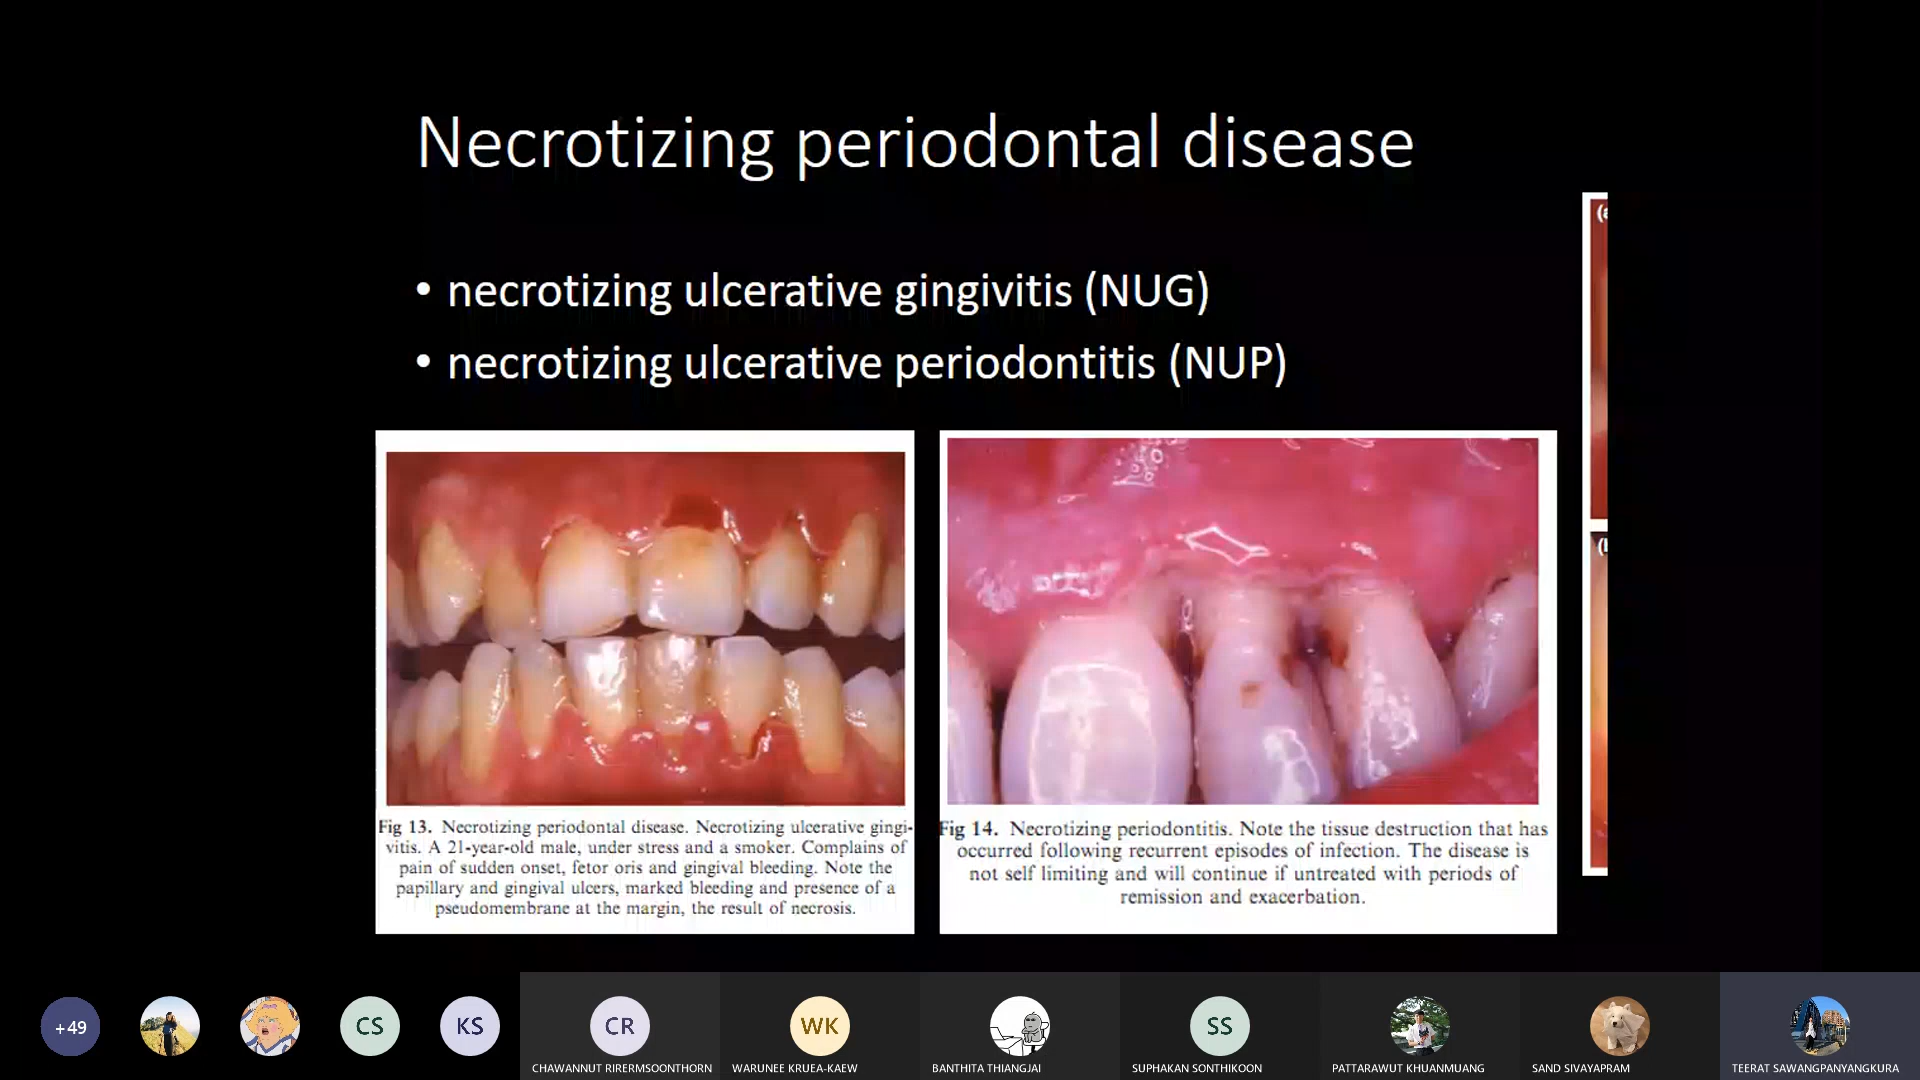 Necrotizing periodontal disease
• necrotizing ulcerative gingivitis (NUG)
• necrotizing ulcerative periodontitis (NUP)
Fig 13. Necrotizing periodontal disease. Necrotizing ulcerative gingi-
vitis. A 21-year-old male, under stress and a smoker. Complains of
pain of sudden onset, fetor oris and gingival bleeding. Note the
papillary and gingival ulcers, marked bleeding and presence of a
pseudomembrane at the margin, the result of necrosis.
Fig 14. Necrotizing periodontitis. Note the tissue destruction that has
occurred following recurrent episodes of infection. The disease is
not self limiting and will continue if untreated with periods of
remission and exacerbation.
+49
CS
KS
CR
WK
SS
CHAWANNUT RIRERMSOONTHORN
WARUNEE KRUEA-KAEW
BANTHITA THIANGJAI
SUPHAKAN SONTHIKOON
PATTARAWUT KHUANMUANG
SAND SIVAYAPRAM
TEERAT SAWANGPANYANGKURA